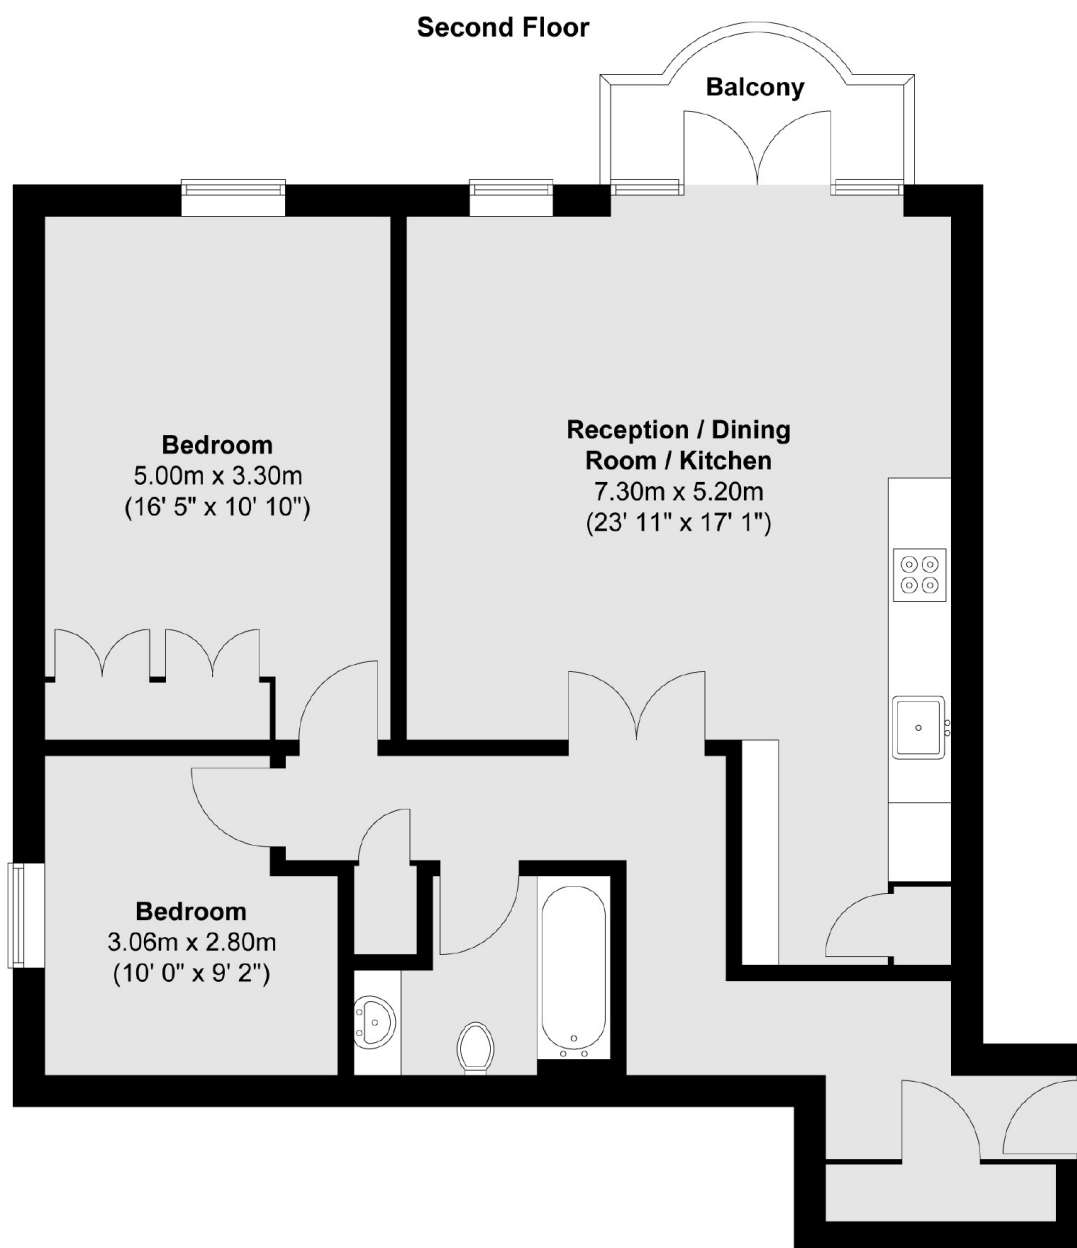 Second Floor
Balcony
Reception / Dining
Room / Kitchen
7.30m x 5.20m
(23' 11" x 17' 1")
Bedroom
5.00m x 3.30m
(16' 5" x 10' 10")
Bedroom
3.06m x 2.80m
(10' 0" x 9' 2")